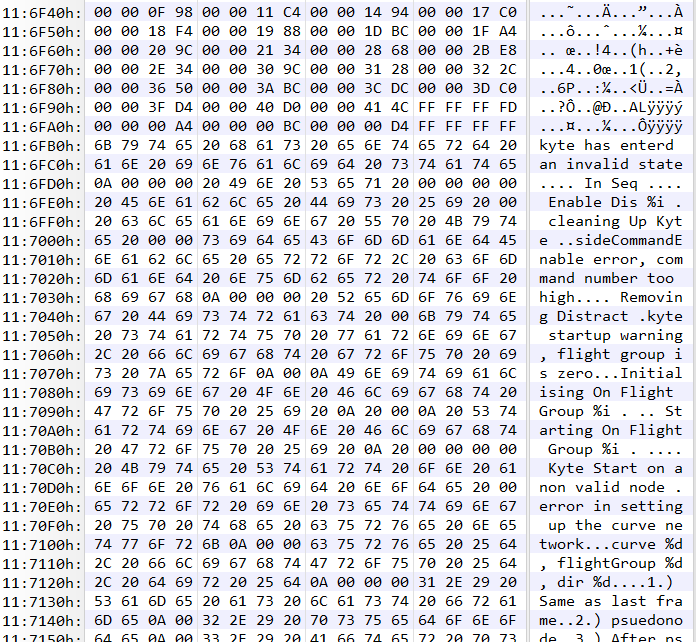 11:6F40h: 00 00 0F 98 00 00 11 C4 00 00 14 94 00 00 17 C0 ...˜...Ä...”...À
11:6F50h: 00 00 18 F4 00 00 19 88 00 00 1D BC 00 00 1F A4 ...ô...ˆ...¼...¤
11:6F60h: 00 00 20 9C 00 00 21 34 00 00 28 68 00 00 2B E8 .. œ..!4..(h..+è
11:6F70h: 00 00 2E 34 00 00 30 9C 00 00 31 28 00 00 32 2C ...4..0œ..1(..2,
11:6F80h: 00 00 36 50 00 00 3A BC 00 00 3C DC 00 00 3D C0 ..6P..:¼..<Ü..=À
11:6F90h: 00 00 3F D4 00 00 40 D0 00 00 41 4C FF FF FF FD ..?Ô..@Ð..ALÿÿÿý
11:6FA0h: 00 00 00 A4 00 00 00 BC 00 00 00 D4 FF FF FF FF ...¤...¼...Ôÿÿÿÿ
11:6FB0h: 6B 79 74 65 20 68 61 73 20 65 6E 74 65 72 64 20 kyte has enterd
11:6FC0h: 61 6E 20 69 6E 76 61 6C 69 64 20 73 74 61 74 65 an invalid state
11:6FD0h: 0A 00 00 00 20 49 6E 20 53 65 71 20 00 00 00 00 .... In Seq ....
11:6FE0h: 20 45 6E 61 62 6C 65 20 44 69 73 20 25 69 20 00 Enable Dis %i .
11:6FF0h: 20 63 6C 65 61 6E 69 6E 67 20 55 70 20 4B 79 74 cleaning Up Kyt
11:7000h: 65 20 00 00 73 69 64 65 43 6F 6D 6D 61 6E 64 45 e ..sideCommandE
11:7010h: 6E 61 62 6C 65 20 65 72 72 6F 72 2C 20 63 6F 6D nable error, com
11:7020h: 6D 61 6E 64 20 6E 75 6D 62 65 72 20 74 6F 6F 20 mand number too
11:7030h: 68 69 67 68 0A 00 00 00 20 52 65 6D 6F 76 69 6E high.... Removin
11:7040h: 67 20 44 69 73 74 72 61 63 74 20 00 6B 79 74 65 g Distract .kyte
11:7050h: 20 73 74 61 72 74 75 70 20 77 61 72 6E 69 6E 67 startup warning
11:7060h: 2C 20 66 6C 69 67 68 74 20 67 72 6F 75 70 20 69 , flight group i
11:7070h: 73 20 7A 65 72 6F 0A 00 00 0A 49 6E 69 74 69 61 6C s zero...Initial
11:7080h: 69 73 69 6E 67 20 4F 6E 20 46 6C 69 67 68 74 20 ising On Flight
11:7090h: 47 72 6F 75 70 20 25 69 20 0A 20 00 0A 20 53 74 Group %i . .. St
11:70A0h: 61 72 74 69 6E 67 20 4F 6E 20 46 6C 69 67 68 74 arting On Flight
11:70B0h: 20 47 72 6F 75 70 20 25 69 20 0A 20 00 00 00 00 Group %i . ....
11:70C0h: 20 4B 79 74 65 20 53 74 61 72 74 20 6F 6E 20 61 Kyte Start on a
11:70D0h: 6E 6F 6E 20 76 61 6C 69 64 20 6E 6F 64 65 20 00 non valid node .
11:70E0h: 65 72 72 6F 72 20 69 6E 20 73 65 74 74 69 6E 67 error in setting
11:70F0h: 20 75 70 20 74 68 65 20 63 75 72 76 65 20 6E 65 up the curve ne
11:7100h: 74 77 6F 72 6B 0A 00 00 63 75 72 76 65 20 25 64 twork...curve %d
11:7110h: 2C 20 66 6C 69 67 68 74 47 72 6F 75 70 20 25 64 , flightGroup %d
11:7120h: 2C 20 64 69 72 20 25 64 0A 00 00 00 31 2E 29 20 , dir %d....1.)
11:7130h: 53 61 6D 65 20 61 73 20 6C 61 73 74 20 66 72 61 Same as last fra
11:7140h: 6D 65 0A 00 32 2E 29 20 70 73 75 65 64 6F 6E 6F me..2.) psuedono
11:7150h: 64 65 0A 00 33 2E 29 20 41 66 74 65 72 20 70 73 de..3.) After ps